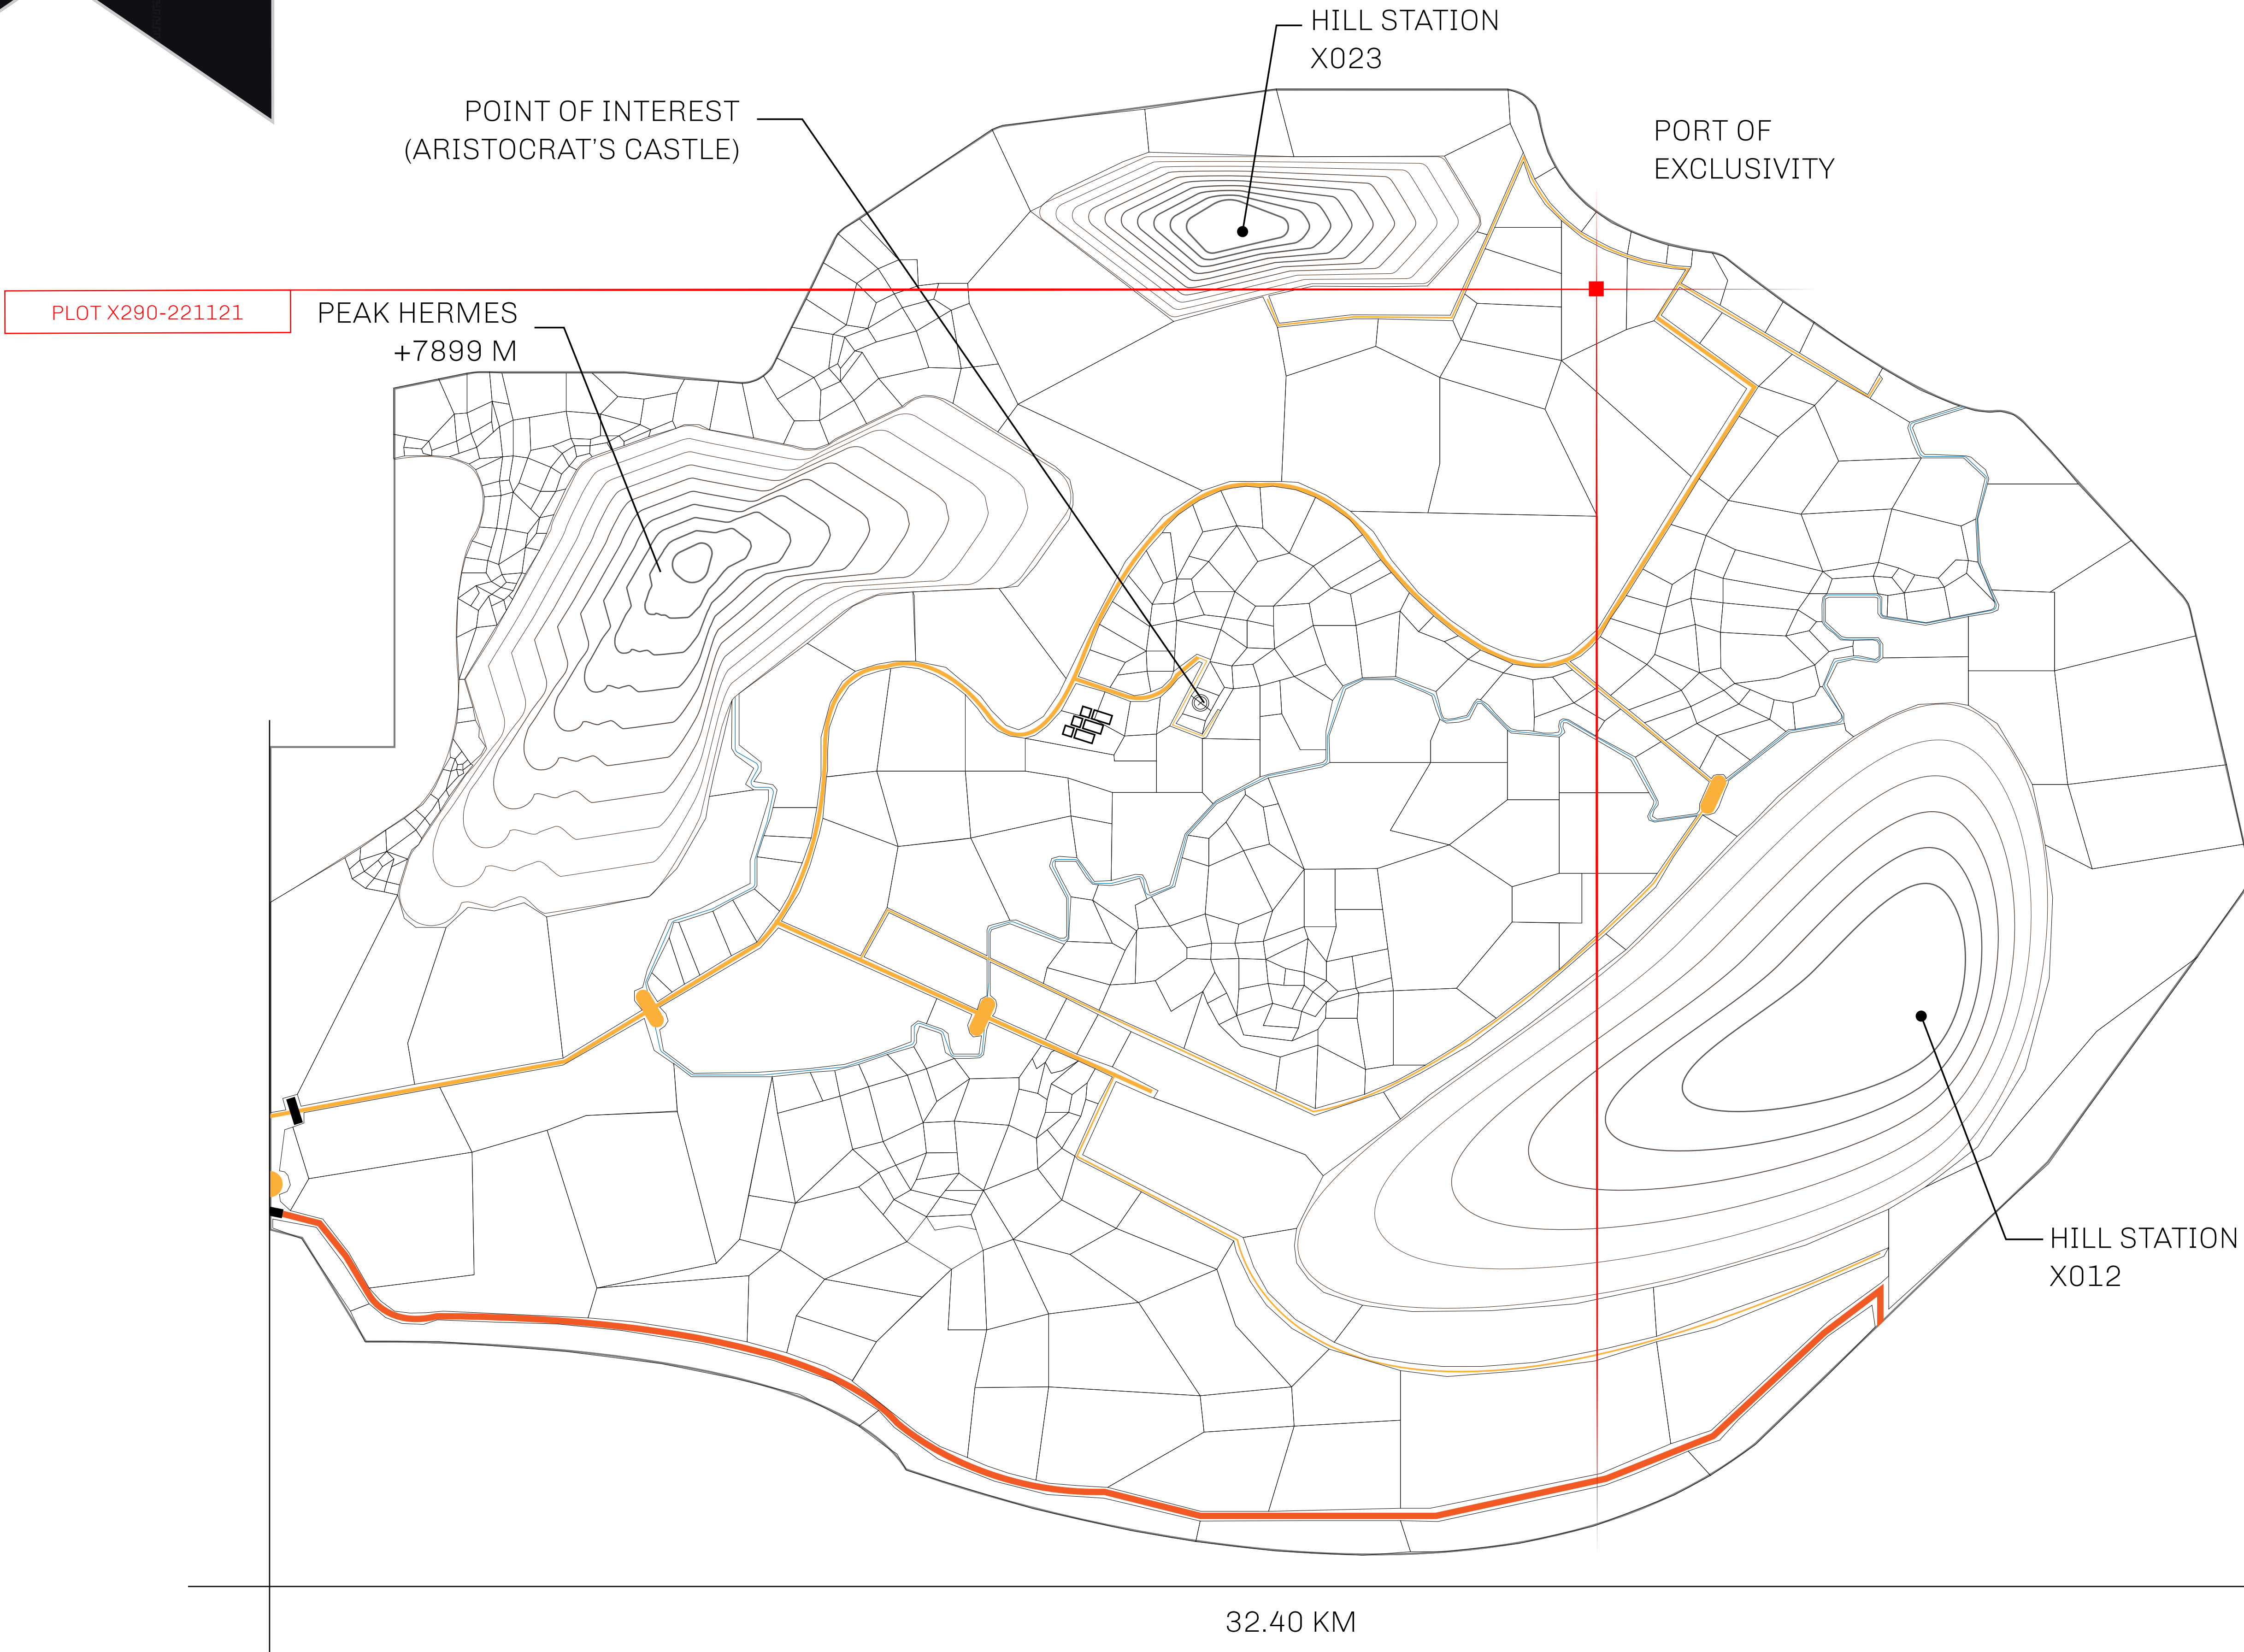 HILL STATION
X023
POINT OF INTEREST
(ARISTOCRAT’S CASTLE)
PORT OF
EXCLUSIVITY
PLOT X290-221121
PEAK HERMES
+7899 M
HILL STATION
X012
32.40 KM